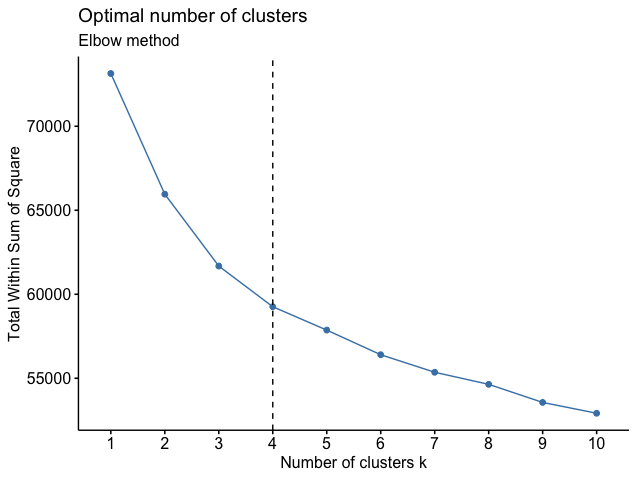 Optimal number of clusters
Elbow method
Total Within Sum of Square
70000
65000
60000
55000
1 2 3 4 5 6 7 8 9 10
Number of clusters k